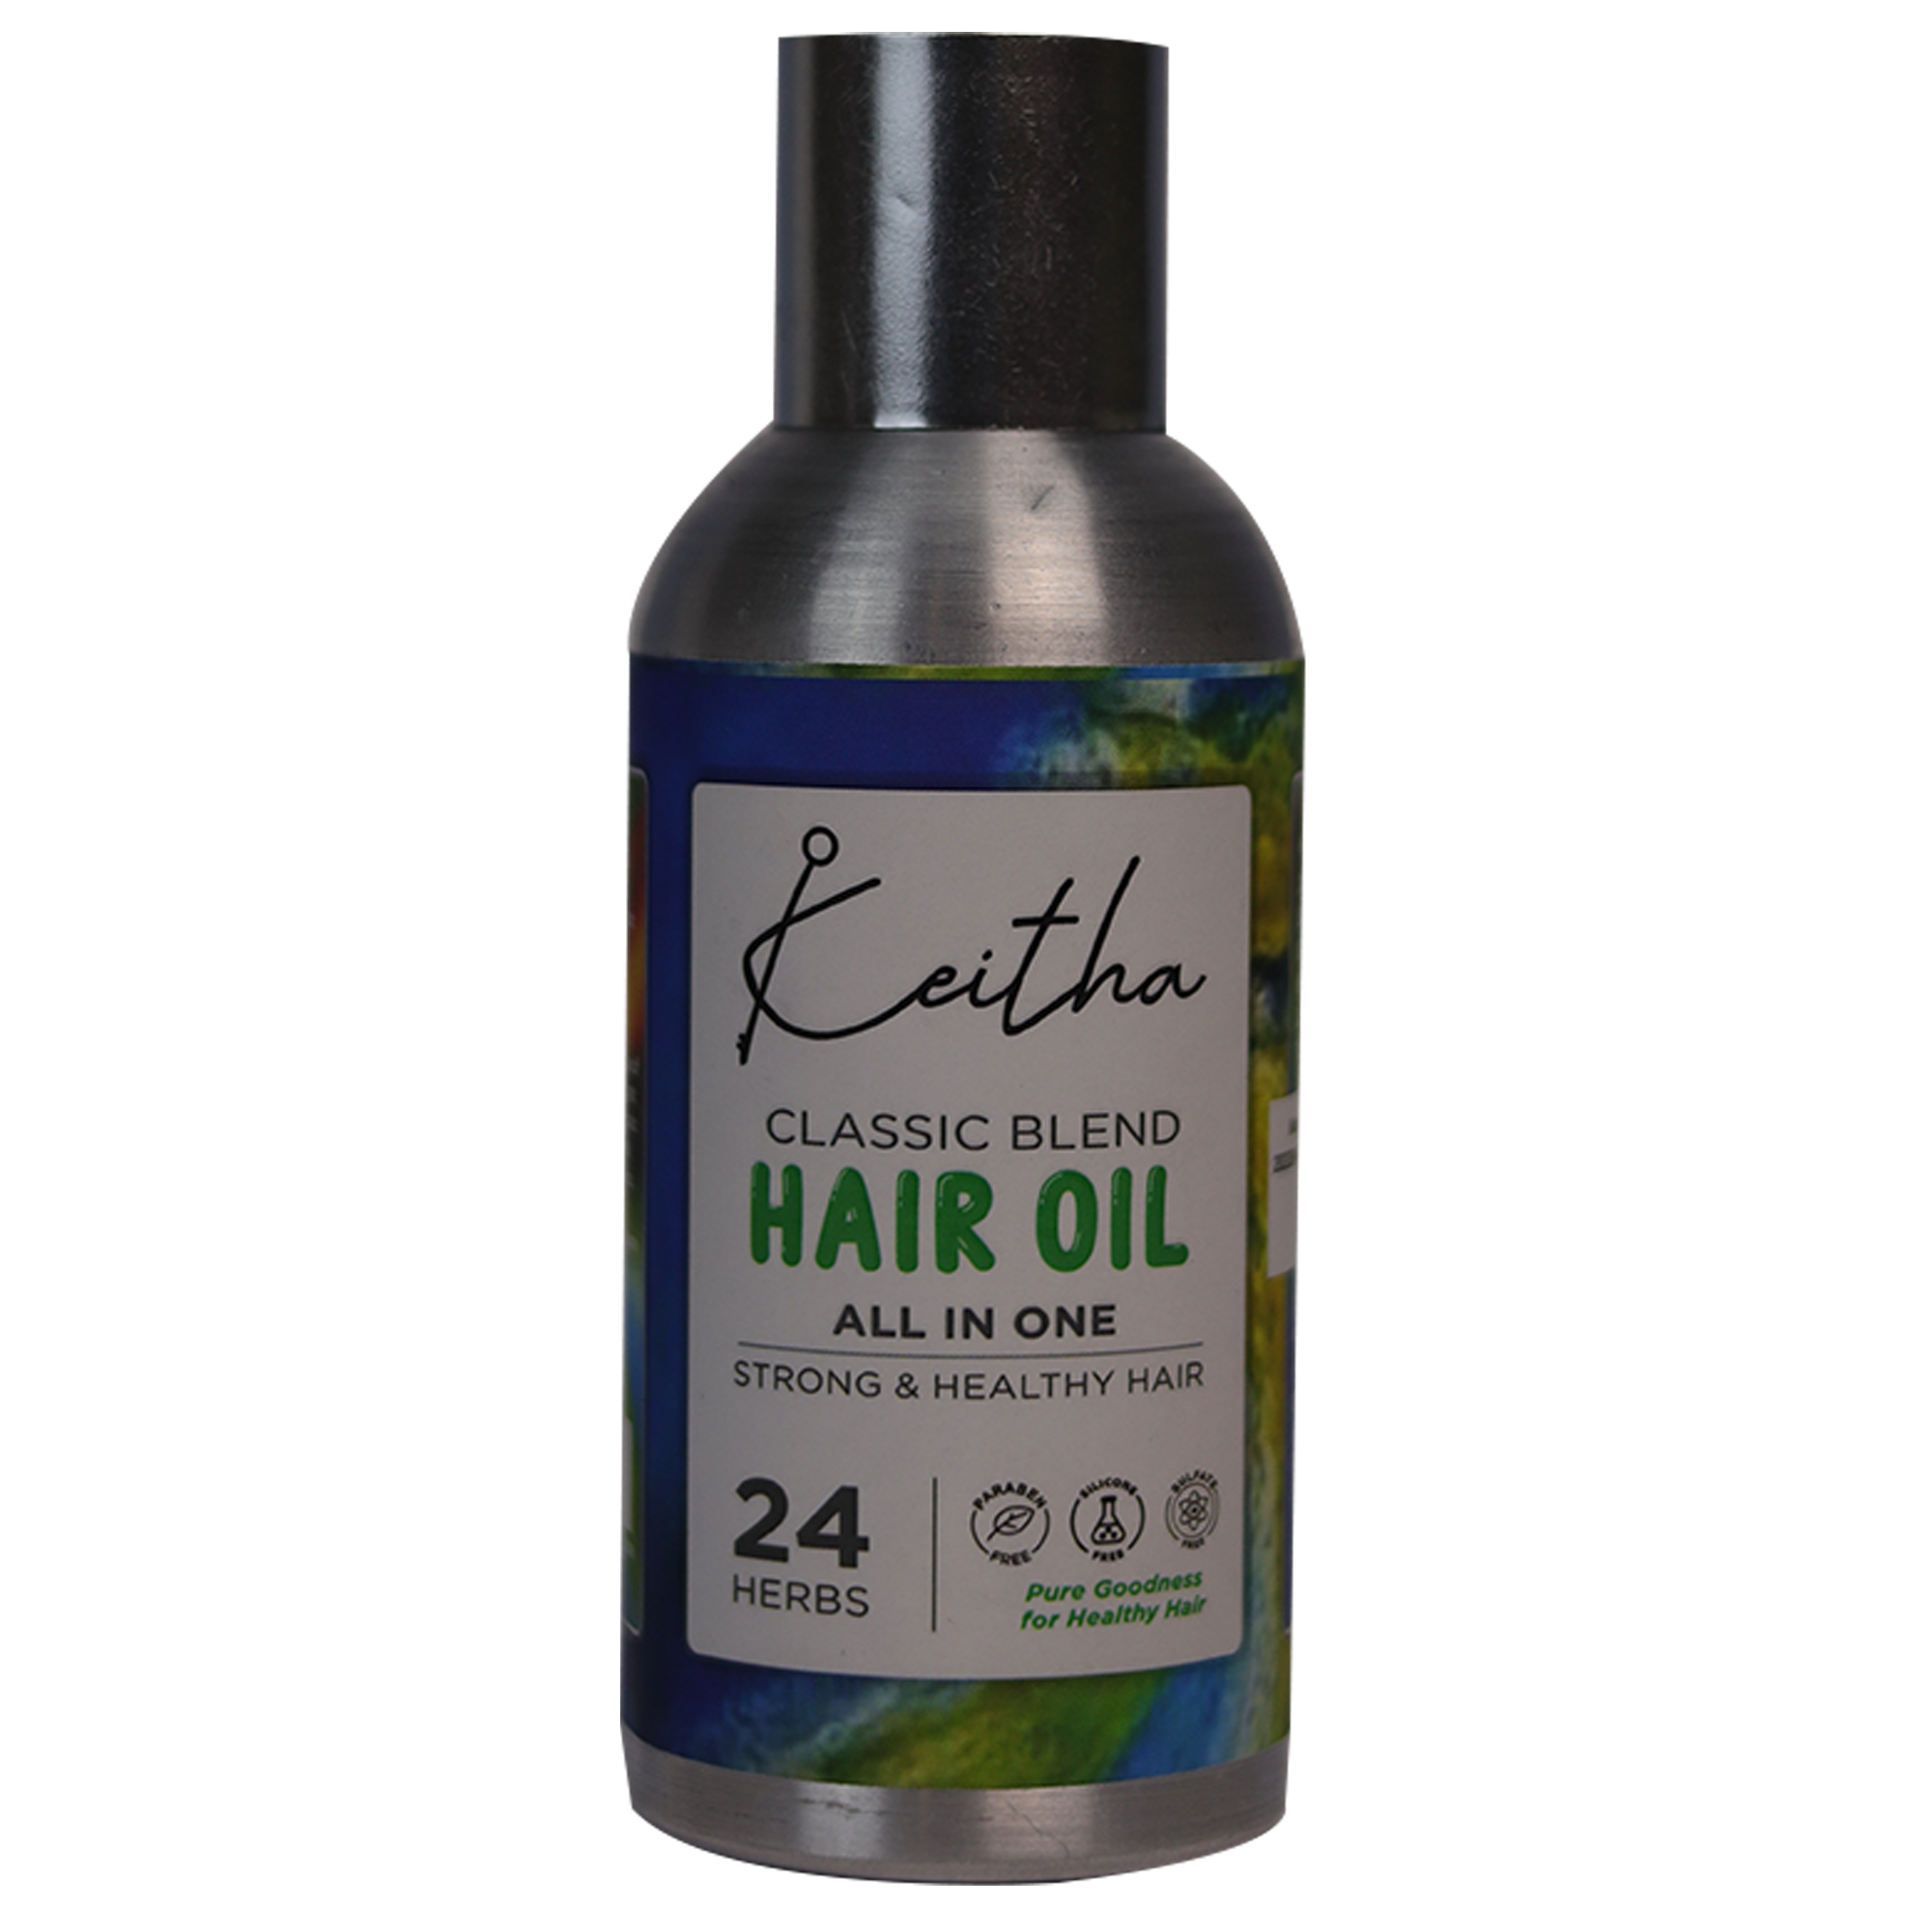 Keitha
CLASSIC BLEND
HAIR OIL
ALL IN ONE
STRONG & HEALTHY HAIR
24
HERBS
PARABEN
FREE
SILICONE
FREE
SULFATE
FREE
Pure Goodness
for Healthy Hair